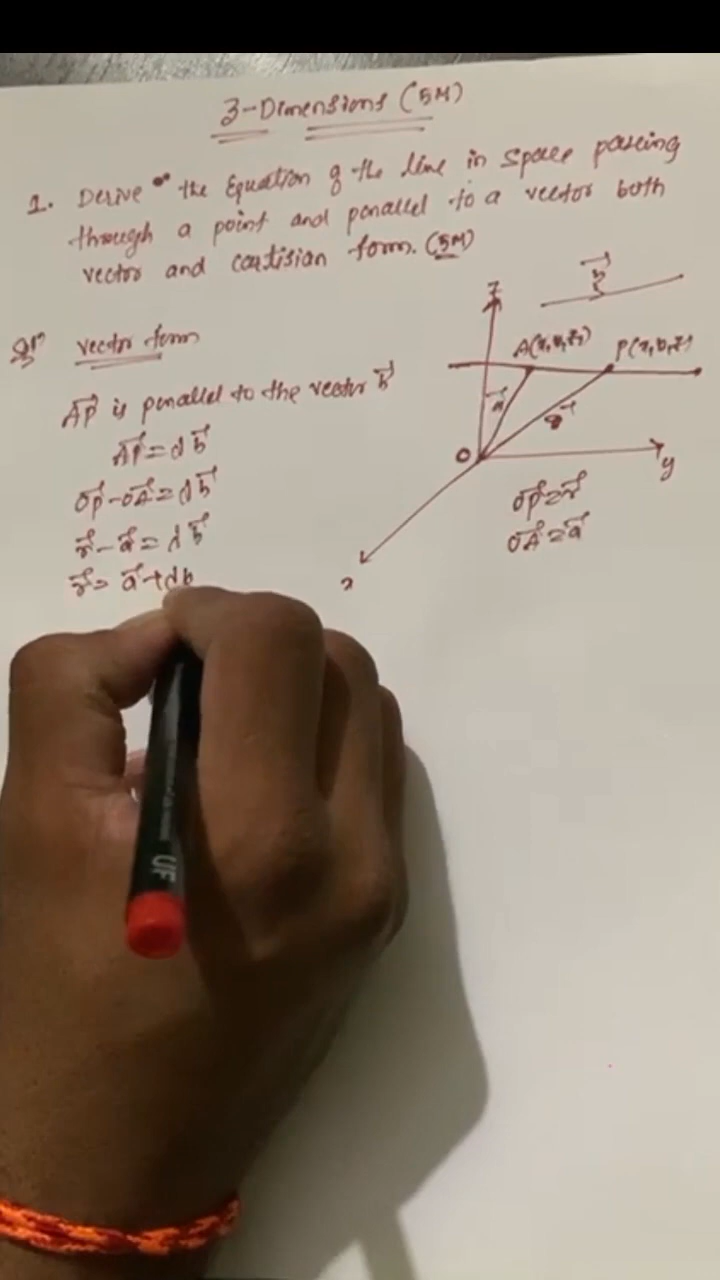 3-Dimensions (5M)
1. Derive the Equation of the line in space passing
through a point and parallel to a vector both
vector and cartisian form. (5M)
Solⁿ vector form
AP⃗ is parallel to the vector b⃗
AP⃗ = λb⃗
OP⃗ - OA⃗ = λb⃗
r⃗ - a⃗ = λb⃗
r⃗ = a⃗ + λb
b⃗
z
A(x₁,y₁,z₁) P(x,y,z)
a⃗
r⃗
O
y
x
OP⃗ = r⃗
OA⃗ = a⃗
UF